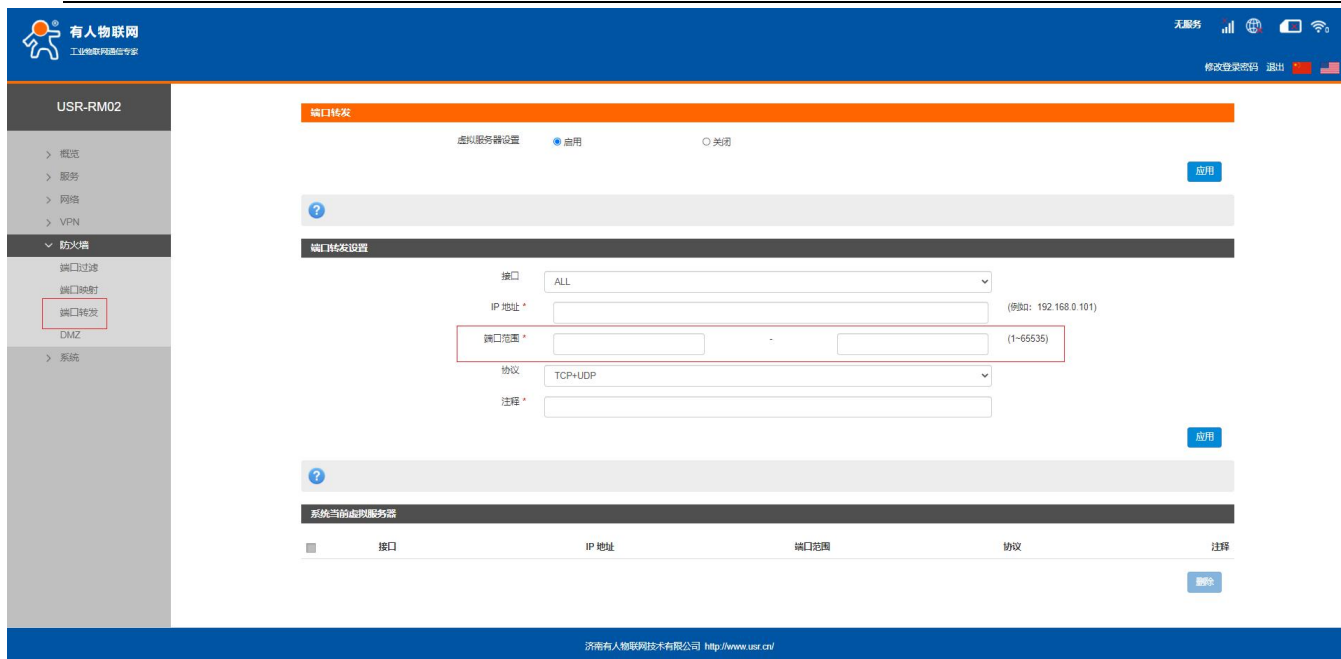 有人物联网
工业物联网通信专家
无服务
修改登录密码 退出
USR-RM02
> 概览
> 服务
> 网络
> VPN
防火墙
端口过滤
端口映射
端口转发
DMZ
> 系统
端口转发
虚拟服务器设置 启用 关闭
应用
端口转发设置
接口 ALL
IP 地址 * (例如: 192.168.0.101)
端口范围 * - (1~65535)
协议 TCP+UDP
注释 *
应用
系统当前虚拟服务器
接口 IP 地址 端口范围 协议 注释
删除
济南有人物联网技术有限公司 http://www.usr.cn/